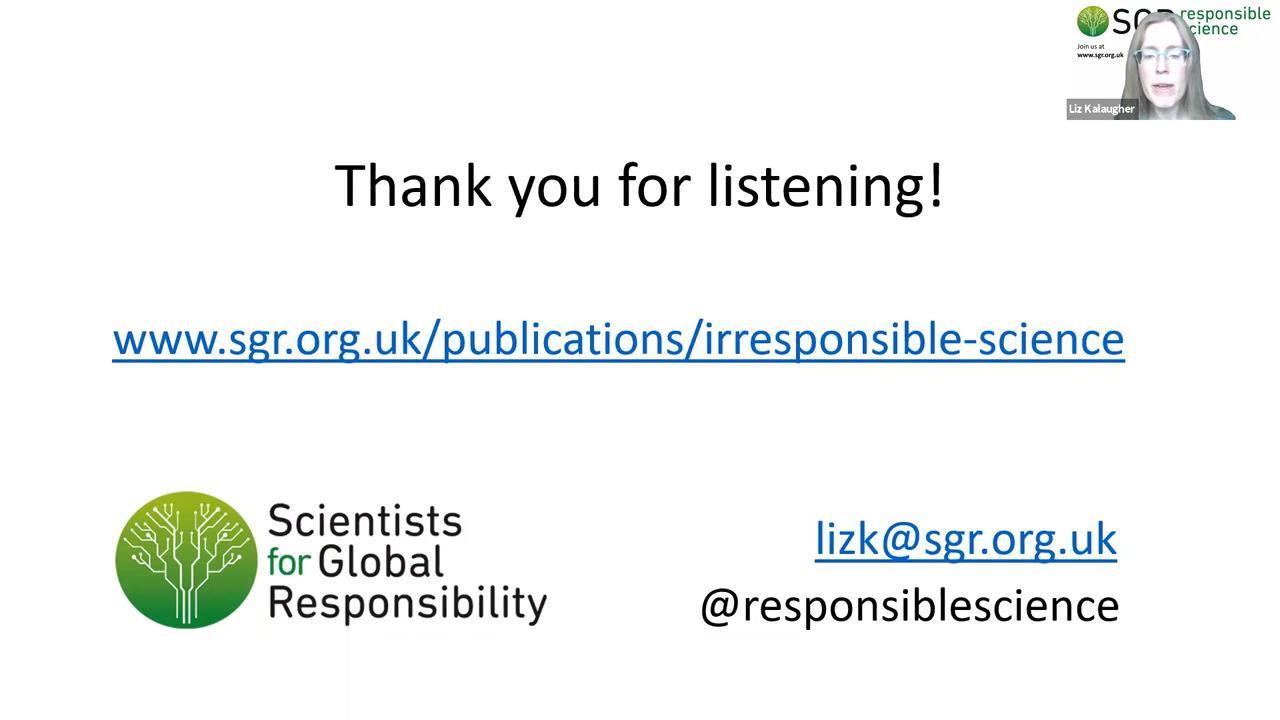 responsible
science
Join us at
www.sgr.org.uk
Liz Kalaugher
Thank you for listening!
www.sgr.org.uk/publications/irresponsible-science
Scientists
for Global
Responsibility
lizk@sgr.org.uk
@responsiblescience